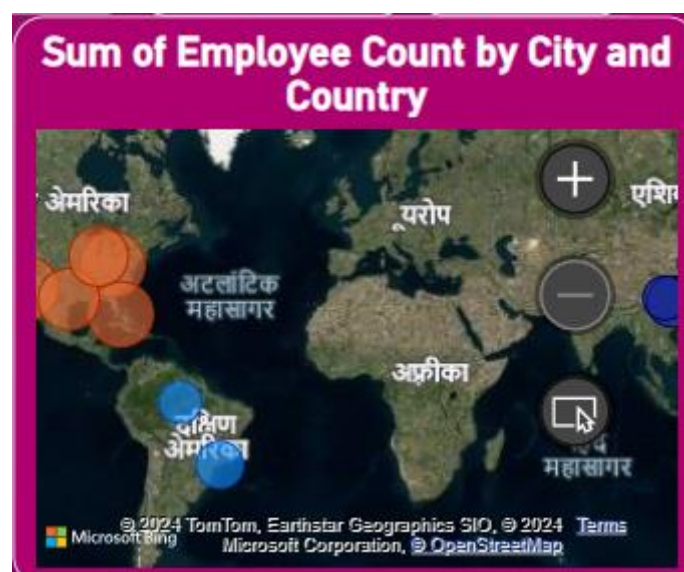 Sum of Employee Count by City and
Country
अमेरिका
यूरोप
अटलांटिक
महासागर
अफ़्रीका
दक्षिण
अमेरिका
महासागर
Microsoft Bing
© 2024 TomTom, Earthstar Geographics SIO, © 2024 Terms
Microsoft Corporation, © OpenStreetMap